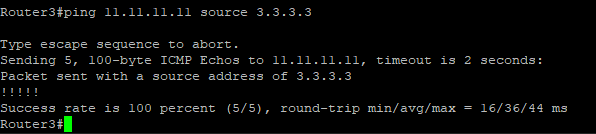 Router3#ping 11.11.11.11 source 3.3.3.3
Type escape sequence to abort.
Sending 5, 100-byte ICMP Echos to 11.11.11.11, timeout is 2 seconds:
Packet sent with a source address of 3.3.3.3
!!!!!
Success rate is 100 percent (5/5), round-trip min/avg/max = 16/36/44 ms
Router3#